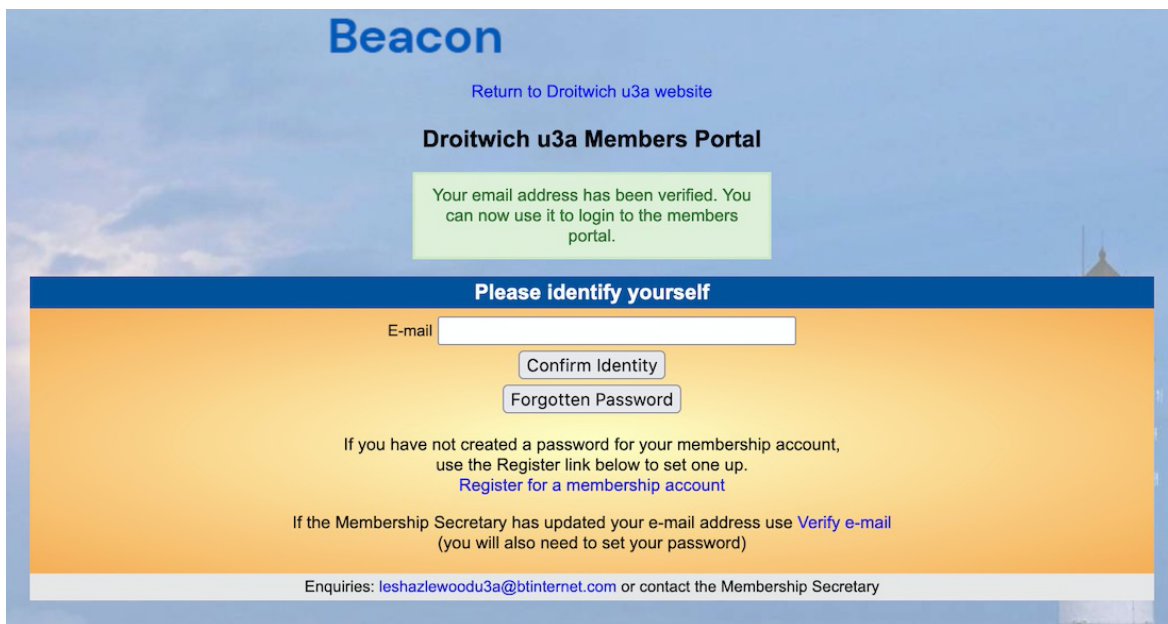 Beacon
Return to Droitwich u3a website
Droitwich u3a Members Portal
Your email address has been verified. You
can now use it to login to the members
portal.
Please identify yourself
E-mail
Confirm Identity
Forgotten Password
If you have not created a password for your membership account,
use the Register link below to set one up.
Register for a membership account
If the Membership Secretary has updated your e-mail address use Verify e-mail
(you will also need to set your password)
Enquiries: leshazlewoodu3a@btinternet.com or contact the Membership Secretary